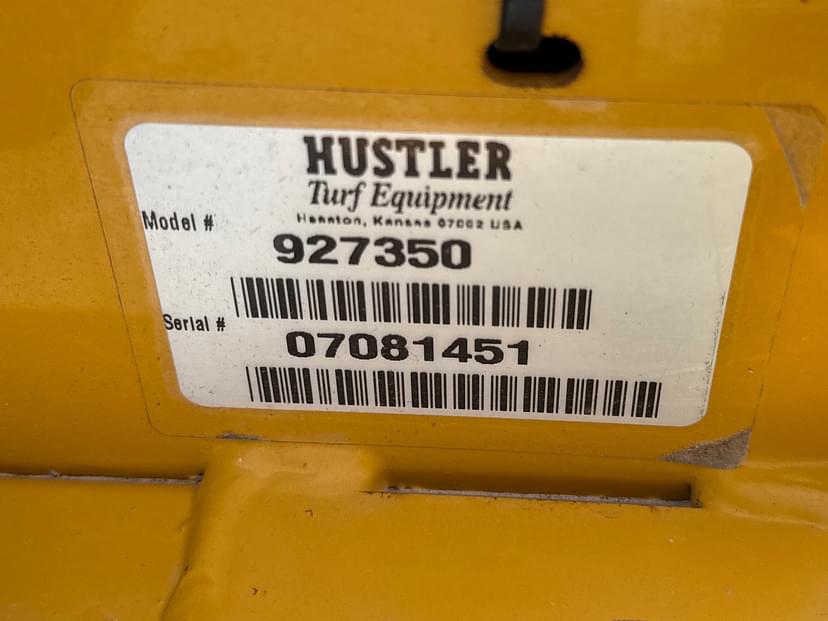 HUSTLER
Turf Equipment
Hesston, Kansas 67062 USA
Model #
927350
Serial #
07081451